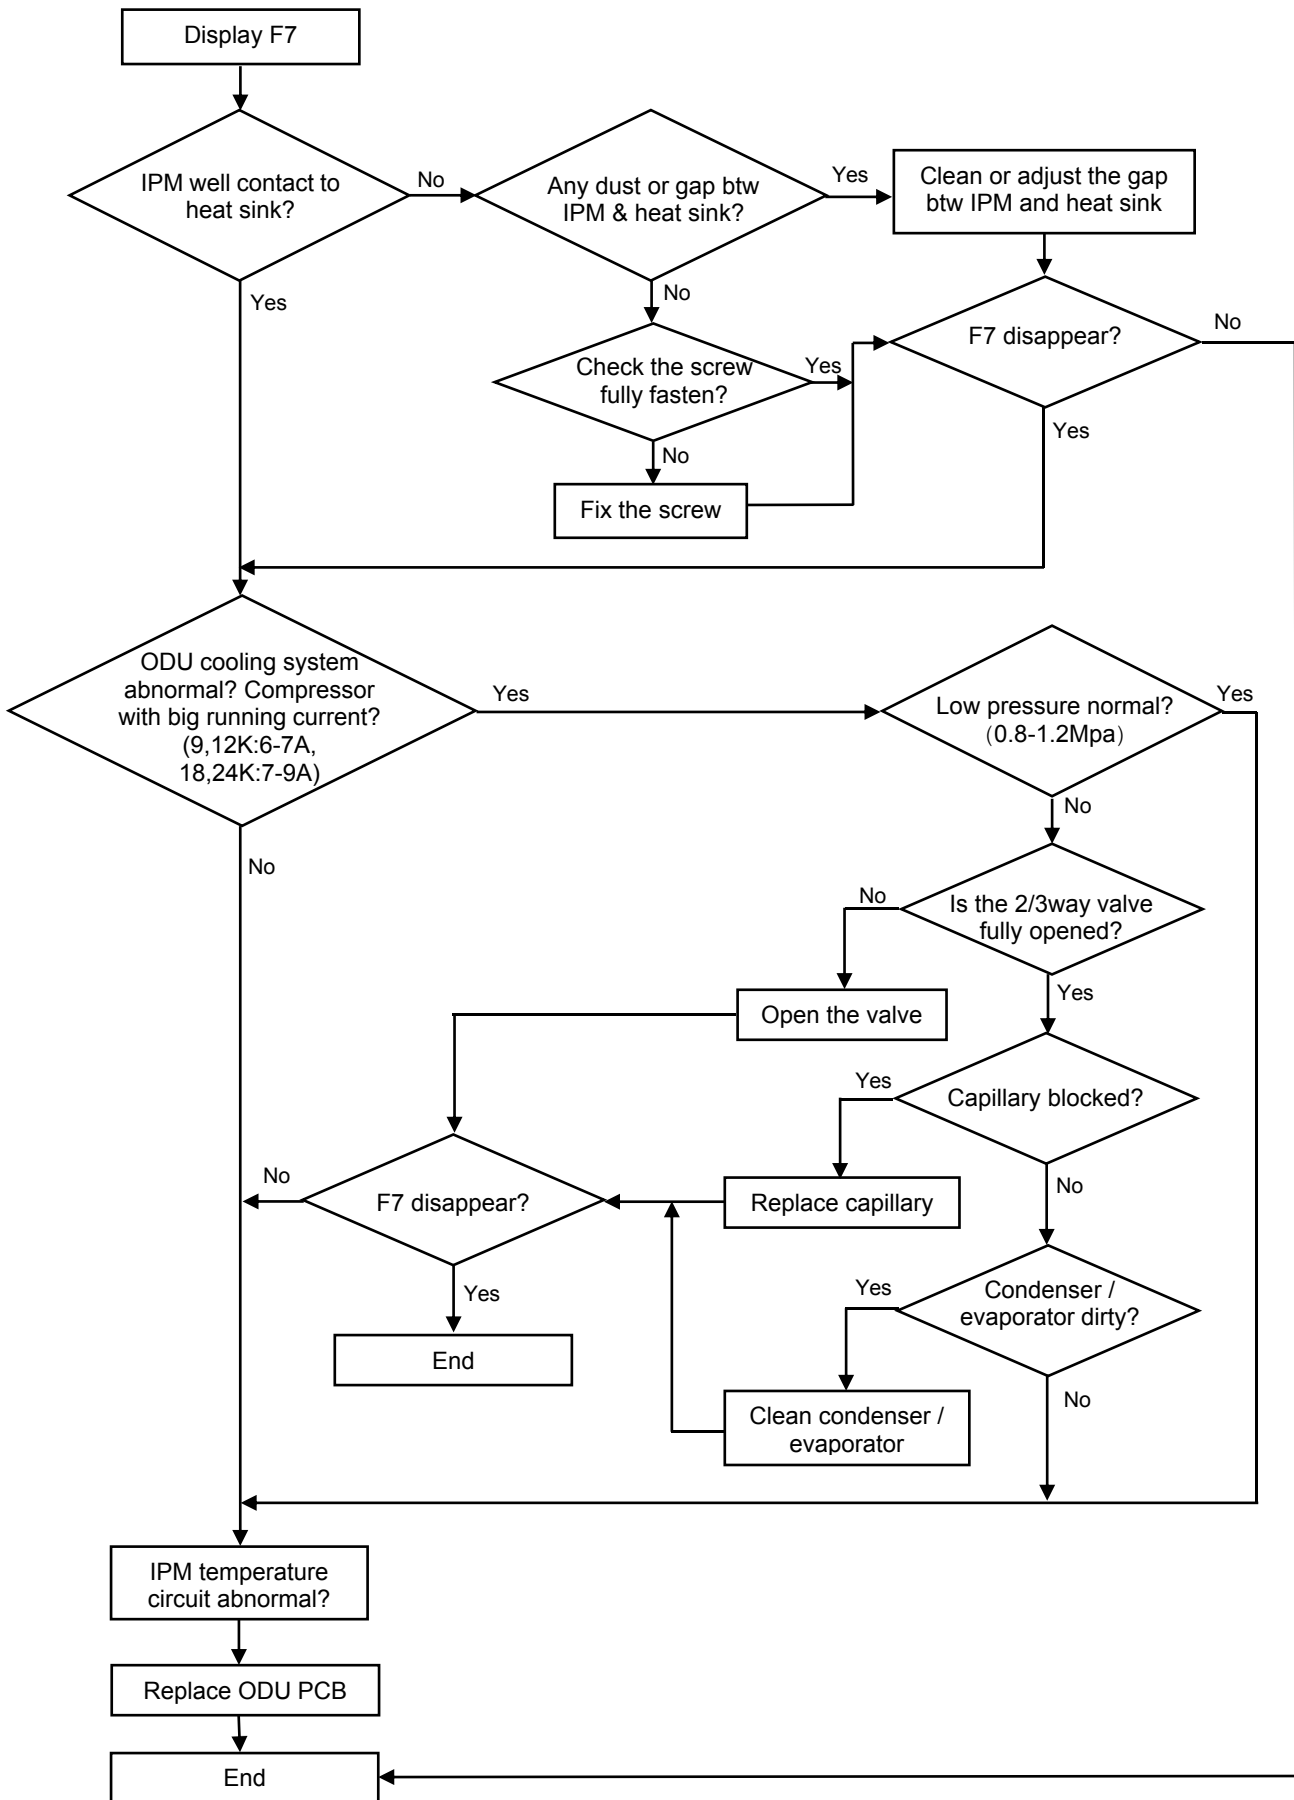 Display F7
IPM well contact to
heat sink?
No
Any dust or gap btw
IPM & heat sink?
Yes
Clean or adjust the gap
btw IPM and heat sink
Yes
No
Check the screw
fully fasten?
Yes
F7 disappear?
No
No
Fix the screw
Yes
ODU cooling system
abnormal? Compressor
with big running current?
(9,12K:6-7A,
18,24K:7-9A)
Yes
Low pressure normal?
(0.8-1.2Mpa)
Yes
No
No
Is the 2/3way valve
fully opened?
No
Yes
Open the valve
Capillary blocked?
Yes
No
Replace capillary
F7 disappear?
No
Yes
End
Condenser /
evaporator dirty?
Yes
No
Clean condenser /
evaporator
IPM temperature
circuit abnormal?
Replace ODU PCB
End